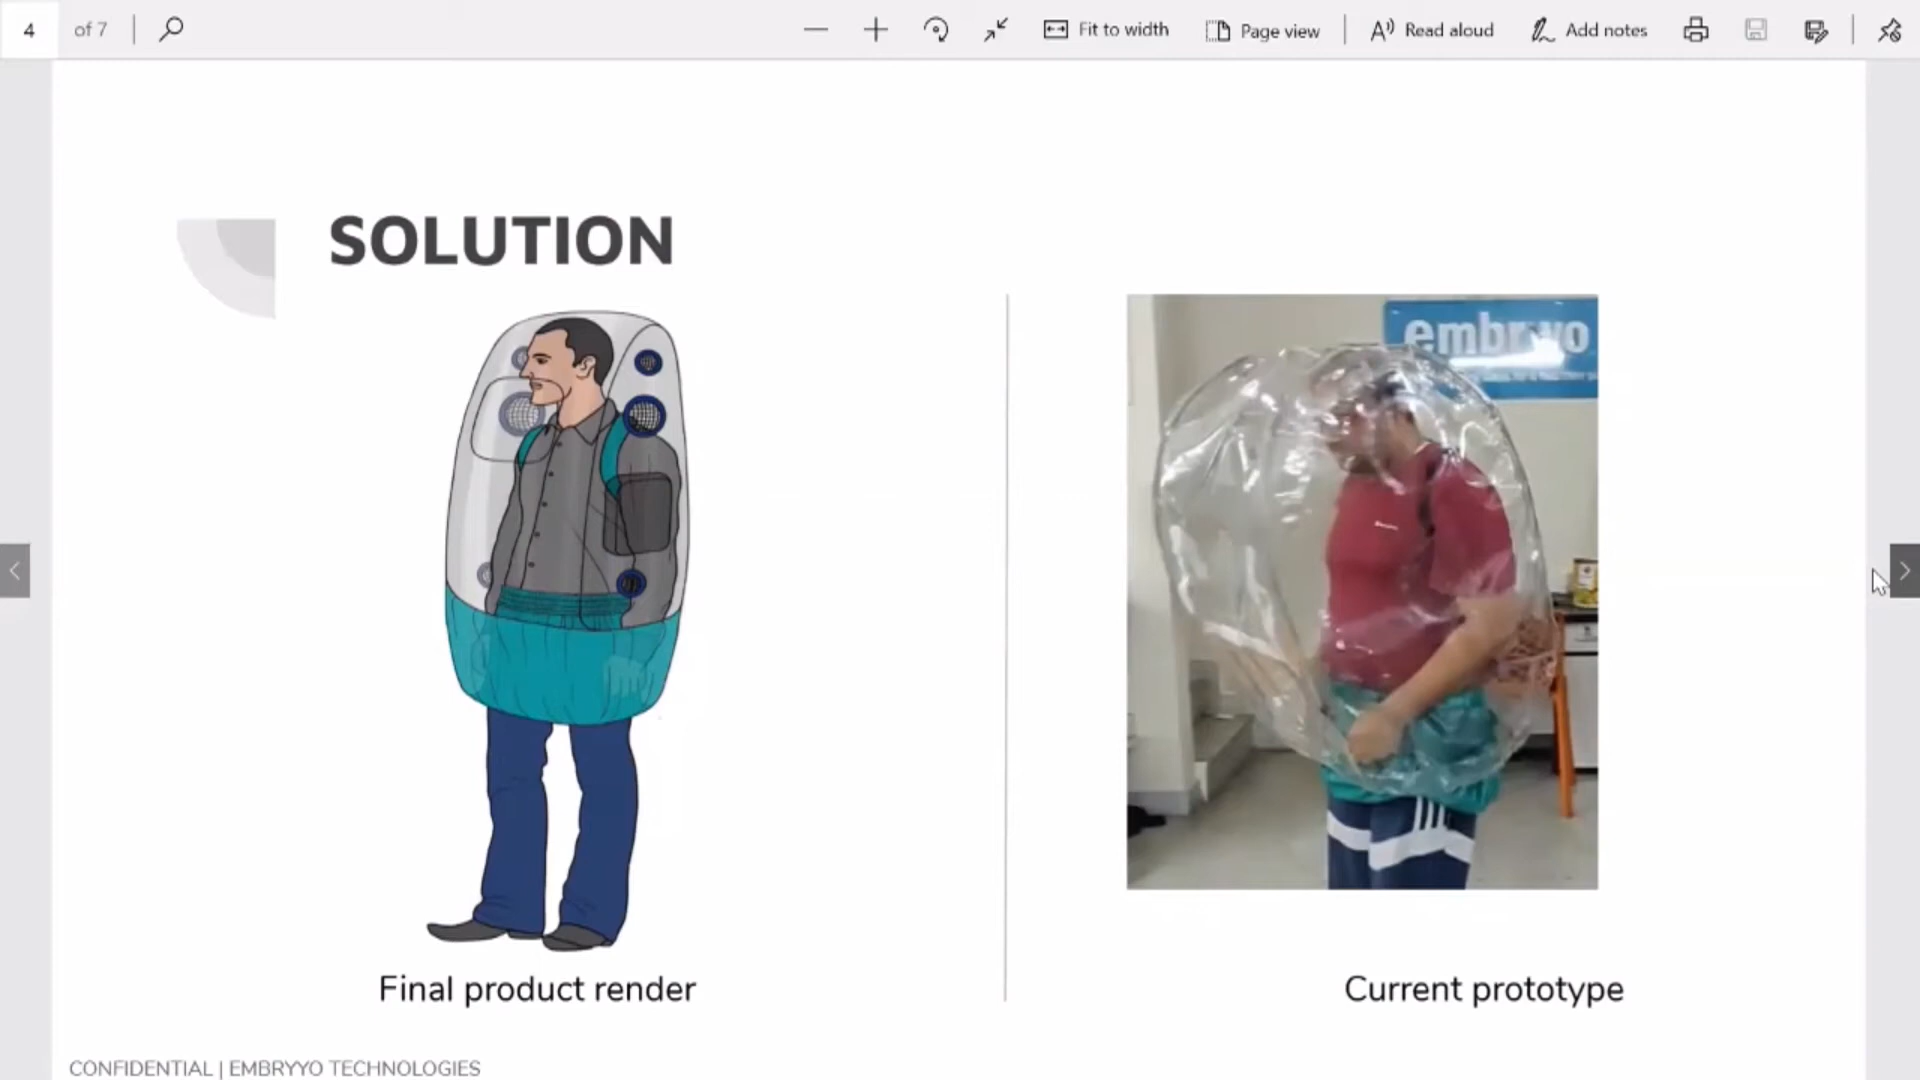 4 of 7 Fit to width Page view Read aloud Add notes
SOLUTION
embryyo
Final product render
Current prototype
CONFIDENTIAL | EMBRYYO TECHNOLOGIES